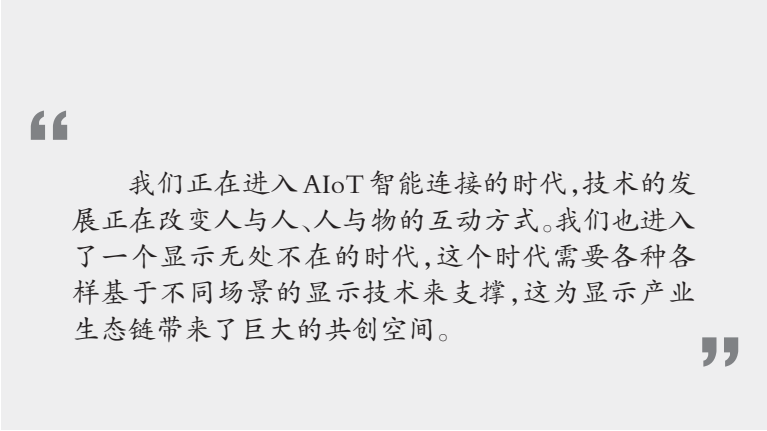 “
我们正在进入AIoT智能连接的时代,技术的发
展正在改变人与人、人与物的互动方式。我们也进入
了一个显示无处不在的时代,这个时代需要各种各
样基于不同场景的显示技术来支撑,这为显示产业
生态链带来了巨大的共创空间。
”